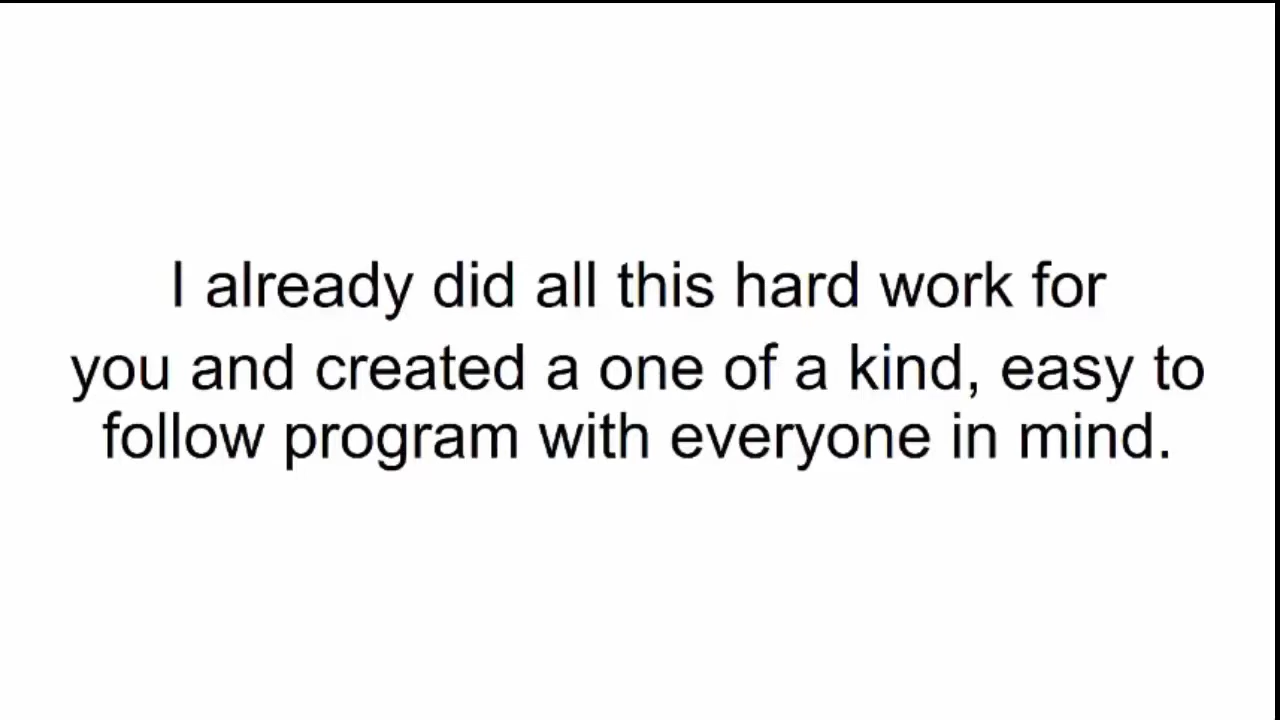 I already did all this hard work for
you and created a one of a kind, easy to
follow program with everyone in mind.